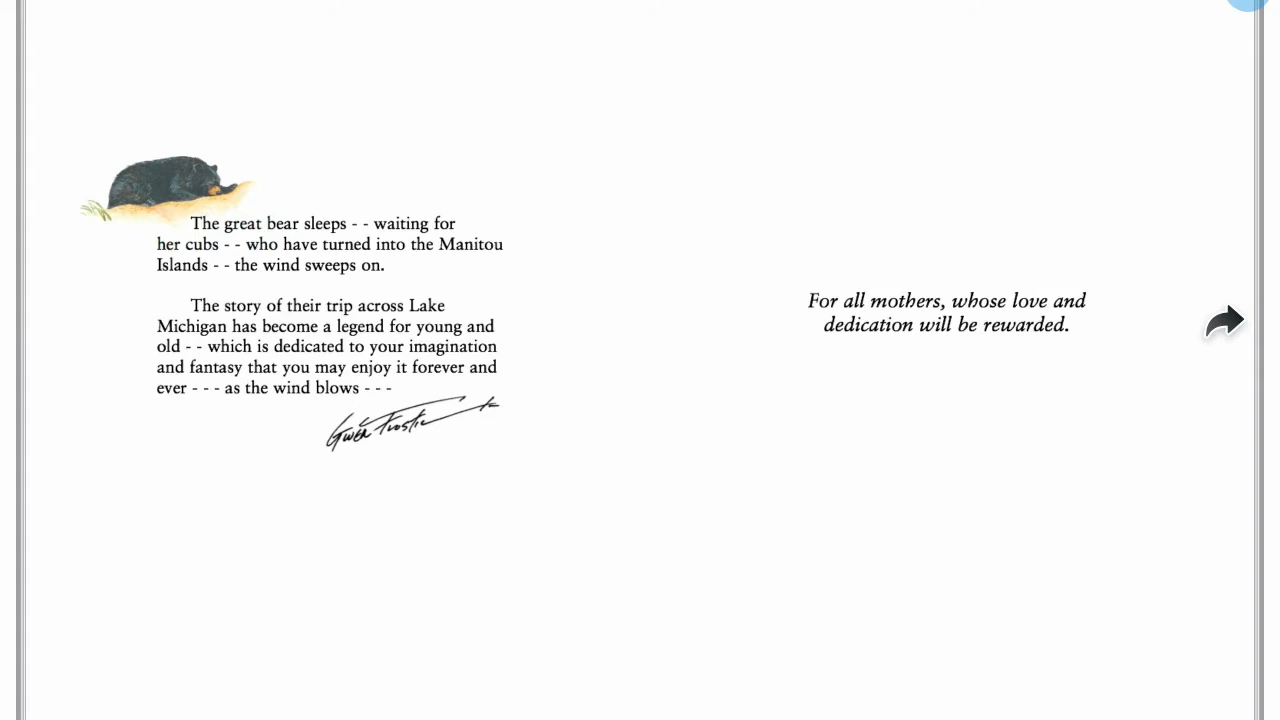 The great bear sleeps - - waiting for
her cubs - - who have turned into the Manitou
Islands - - the wind sweeps on.
The story of their trip across Lake
Michigan has become a legend for young and
old - - which is dedicated to your imagination
and fantasy that you may enjoy it forever and
ever - - - as the wind blows - - -
Gwen Frostic
For all mothers, whose love and
dedication will be rewarded.